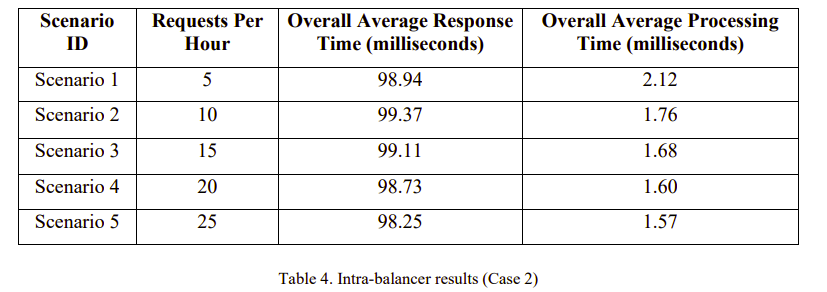 Scenario ID Requests Per Hour Overall Average Response Time (milliseconds) Overall Average Processing Time (milliseconds)
Scenario 1 5 98.94 2.12
Scenario 2 10 99.37 1.76
Scenario 3 15 99.11 1.68
Scenario 4 20 98.73 1.60
Scenario 5 25 98.25 1.57
Table 4. Intra-balancer results (Case 2)